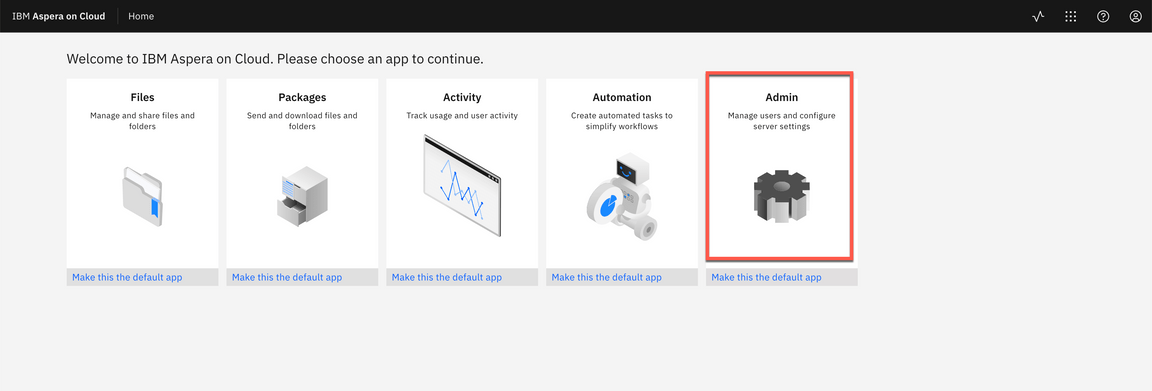 IBM Aspera on Cloud Home
Welcome to IBM Aspera on Cloud. Please choose an app to continue.
Files
Manage and share files and
folders
Make this the default app
Packages
Send and download files and
folders
Make this the default app
Activity
Track usage and user activity
Make this the default app
Automation
Create automated tasks to
simplify workflows
Make this the default app
Admin
Manage users and configure
server settings
Make this the default app